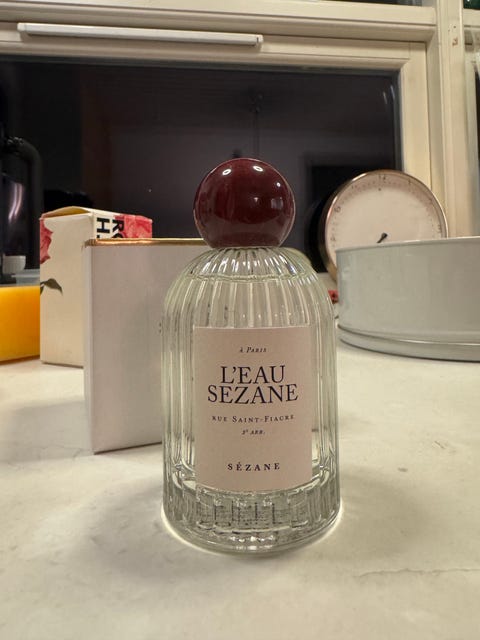 à Paris
L'EAU
SEZANE
RUE SAINT-FIACRE
2ᵉ ARR.
SÉZANE